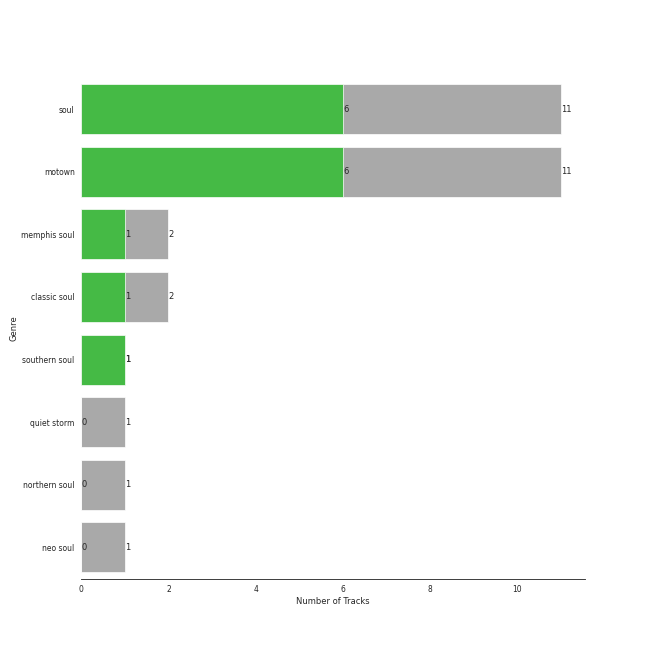 soul 6 11
motown 6 11
memphis soul 1 2
classic soul 1 2
southern soul 1
quiet storm 0 1
northern soul 0 1
neo soul 0 1
Genre
0 2 4 6 8 10
Number of Tracks